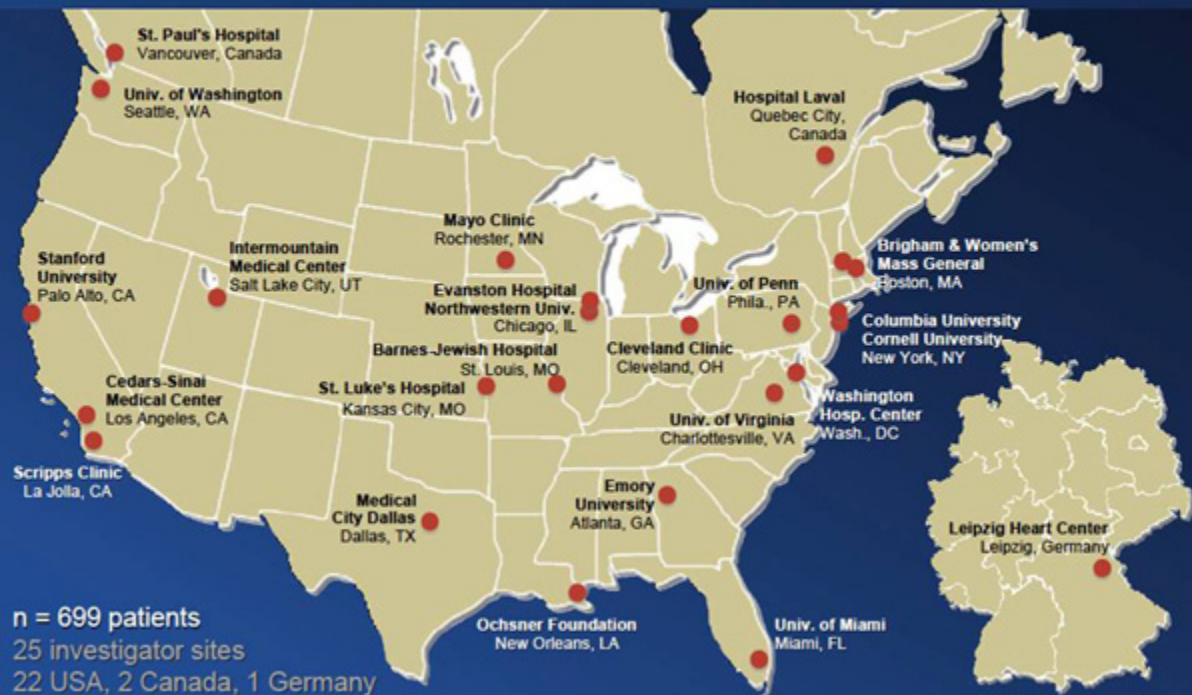 St. Paul's Hospital
Vancouver, Canada
Univ. of Washington
Seattle, WA
Hospital Laval
Quebec City,
Canada
Mayo Clinic
Rochester, MN
Brigham & Women's
Mass General
Boston, MA
Stanford
University
Palo Alto, CA
Intermountain
Medical Center
Salt Lake City, UT
Univ. of Penn
Phila., PA
Evanston Hospital
Northwestern Univ.
Chicago, IL
Columbia University
Cornell University
New York, NY
Barnes-Jewish Hospital
St. Louis, MO
Cleveland Clinic
Cleveland, OH
Cedars-Sinai
Medical Center
Los Angeles, CA
St. Luke's Hospital
Kansas City, MO
Washington
Hosp. Center
Wash., DC
Univ. of Virginia
Charlottesville, VA
Scripps Clinic
La Jolla, CA
Emory
University
Atlanta, GA
Medical
City Dallas
Dallas, TX
Leipzig Heart Center
Leipzig, Germany
Ochsner Foundation
New Orleans, LA
Univ. of Miami
Miami, FL
n = 699 patients
25 investigator sites
22 USA, 2 Canada, 1 Germany